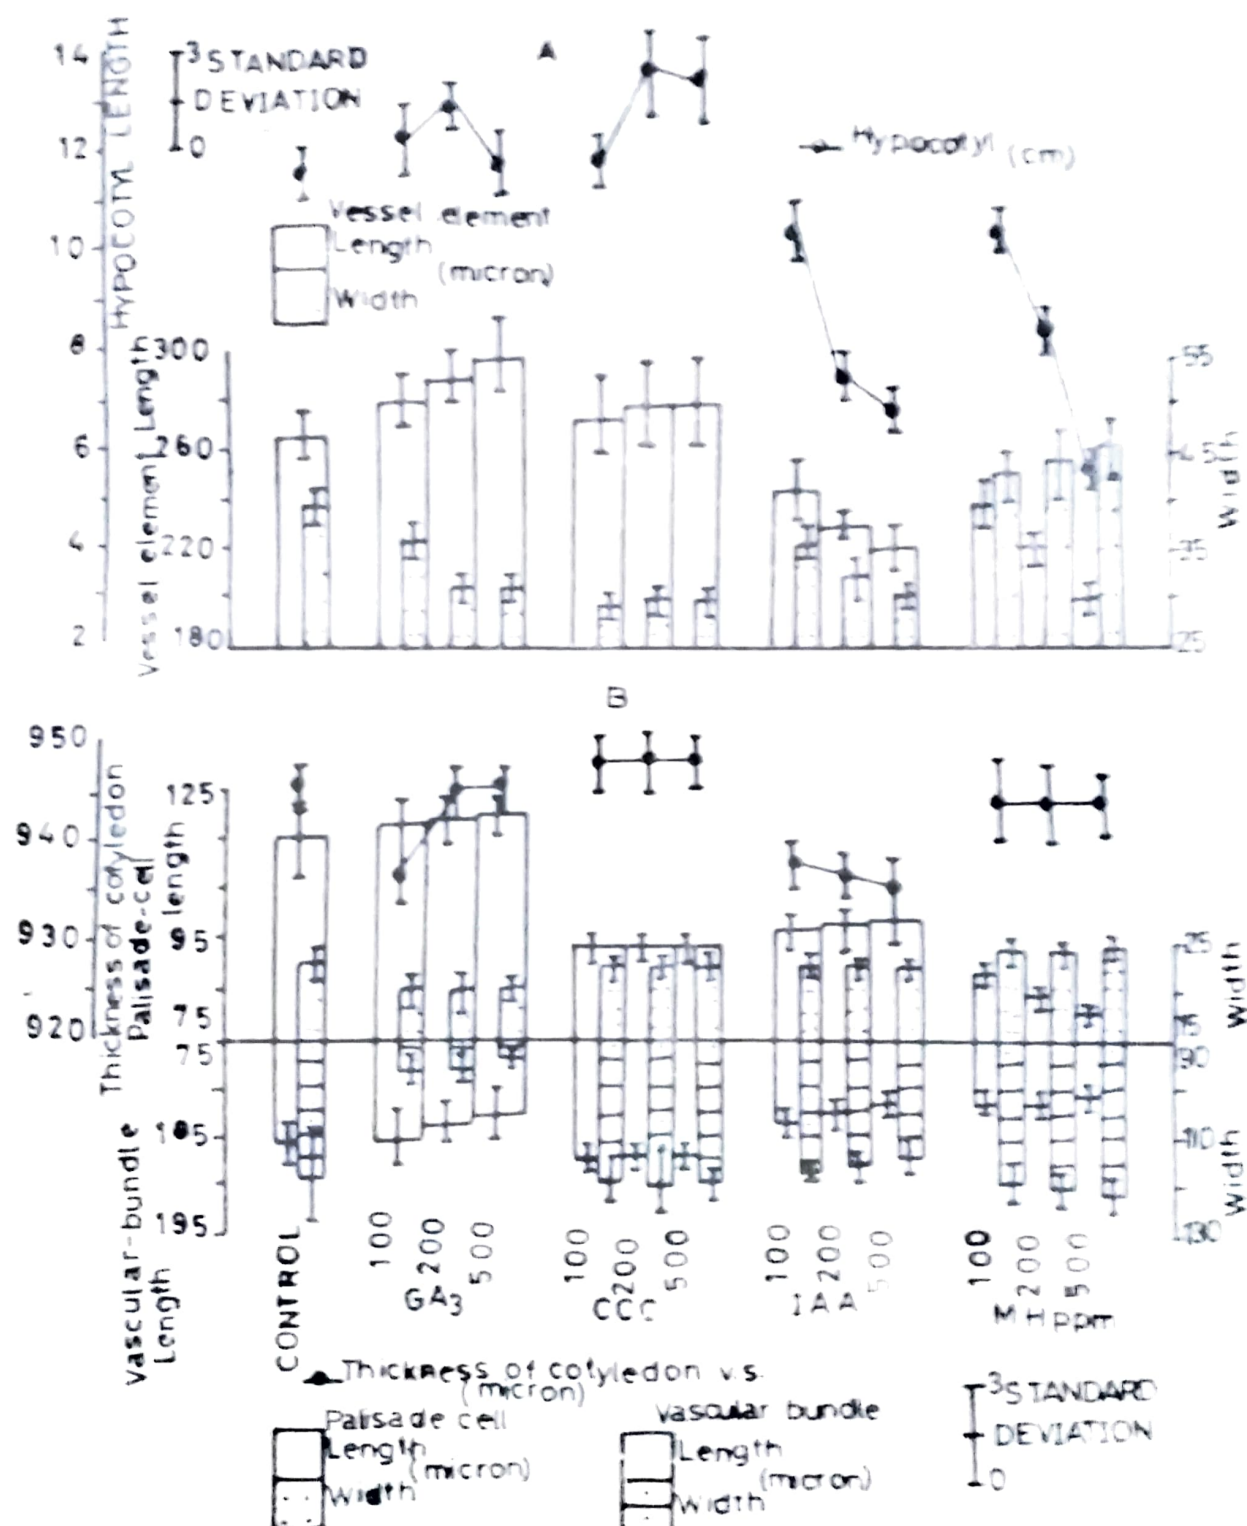 A
14
12
10
8
6
4
2
HYPOCOTYL LENGTH
3 STANDARD
DEVIATION
0
Hypocotyl (cm)
Vessel element
Length
(micron)
Width
Vessel element Length
300
260
220
180
55
45
35
25
Width
B
950
940
930
920
Thickness of cotyledon
Palisade-cel
length
125
95
75
75
195
Vascular-bundle
Length
Width
90
110
130
Width
CONTROL
100
200
500
GA3
100
200
500
CCC
100
200
500
IAA
100
200
500
MH ppm
Thickness of cotyledon v.s.
(micron)
Palisade cell
Length
(micron)
Width
Vascular bundle
Length
(micron)
Width
3 STANDARD
DEVIATION
0